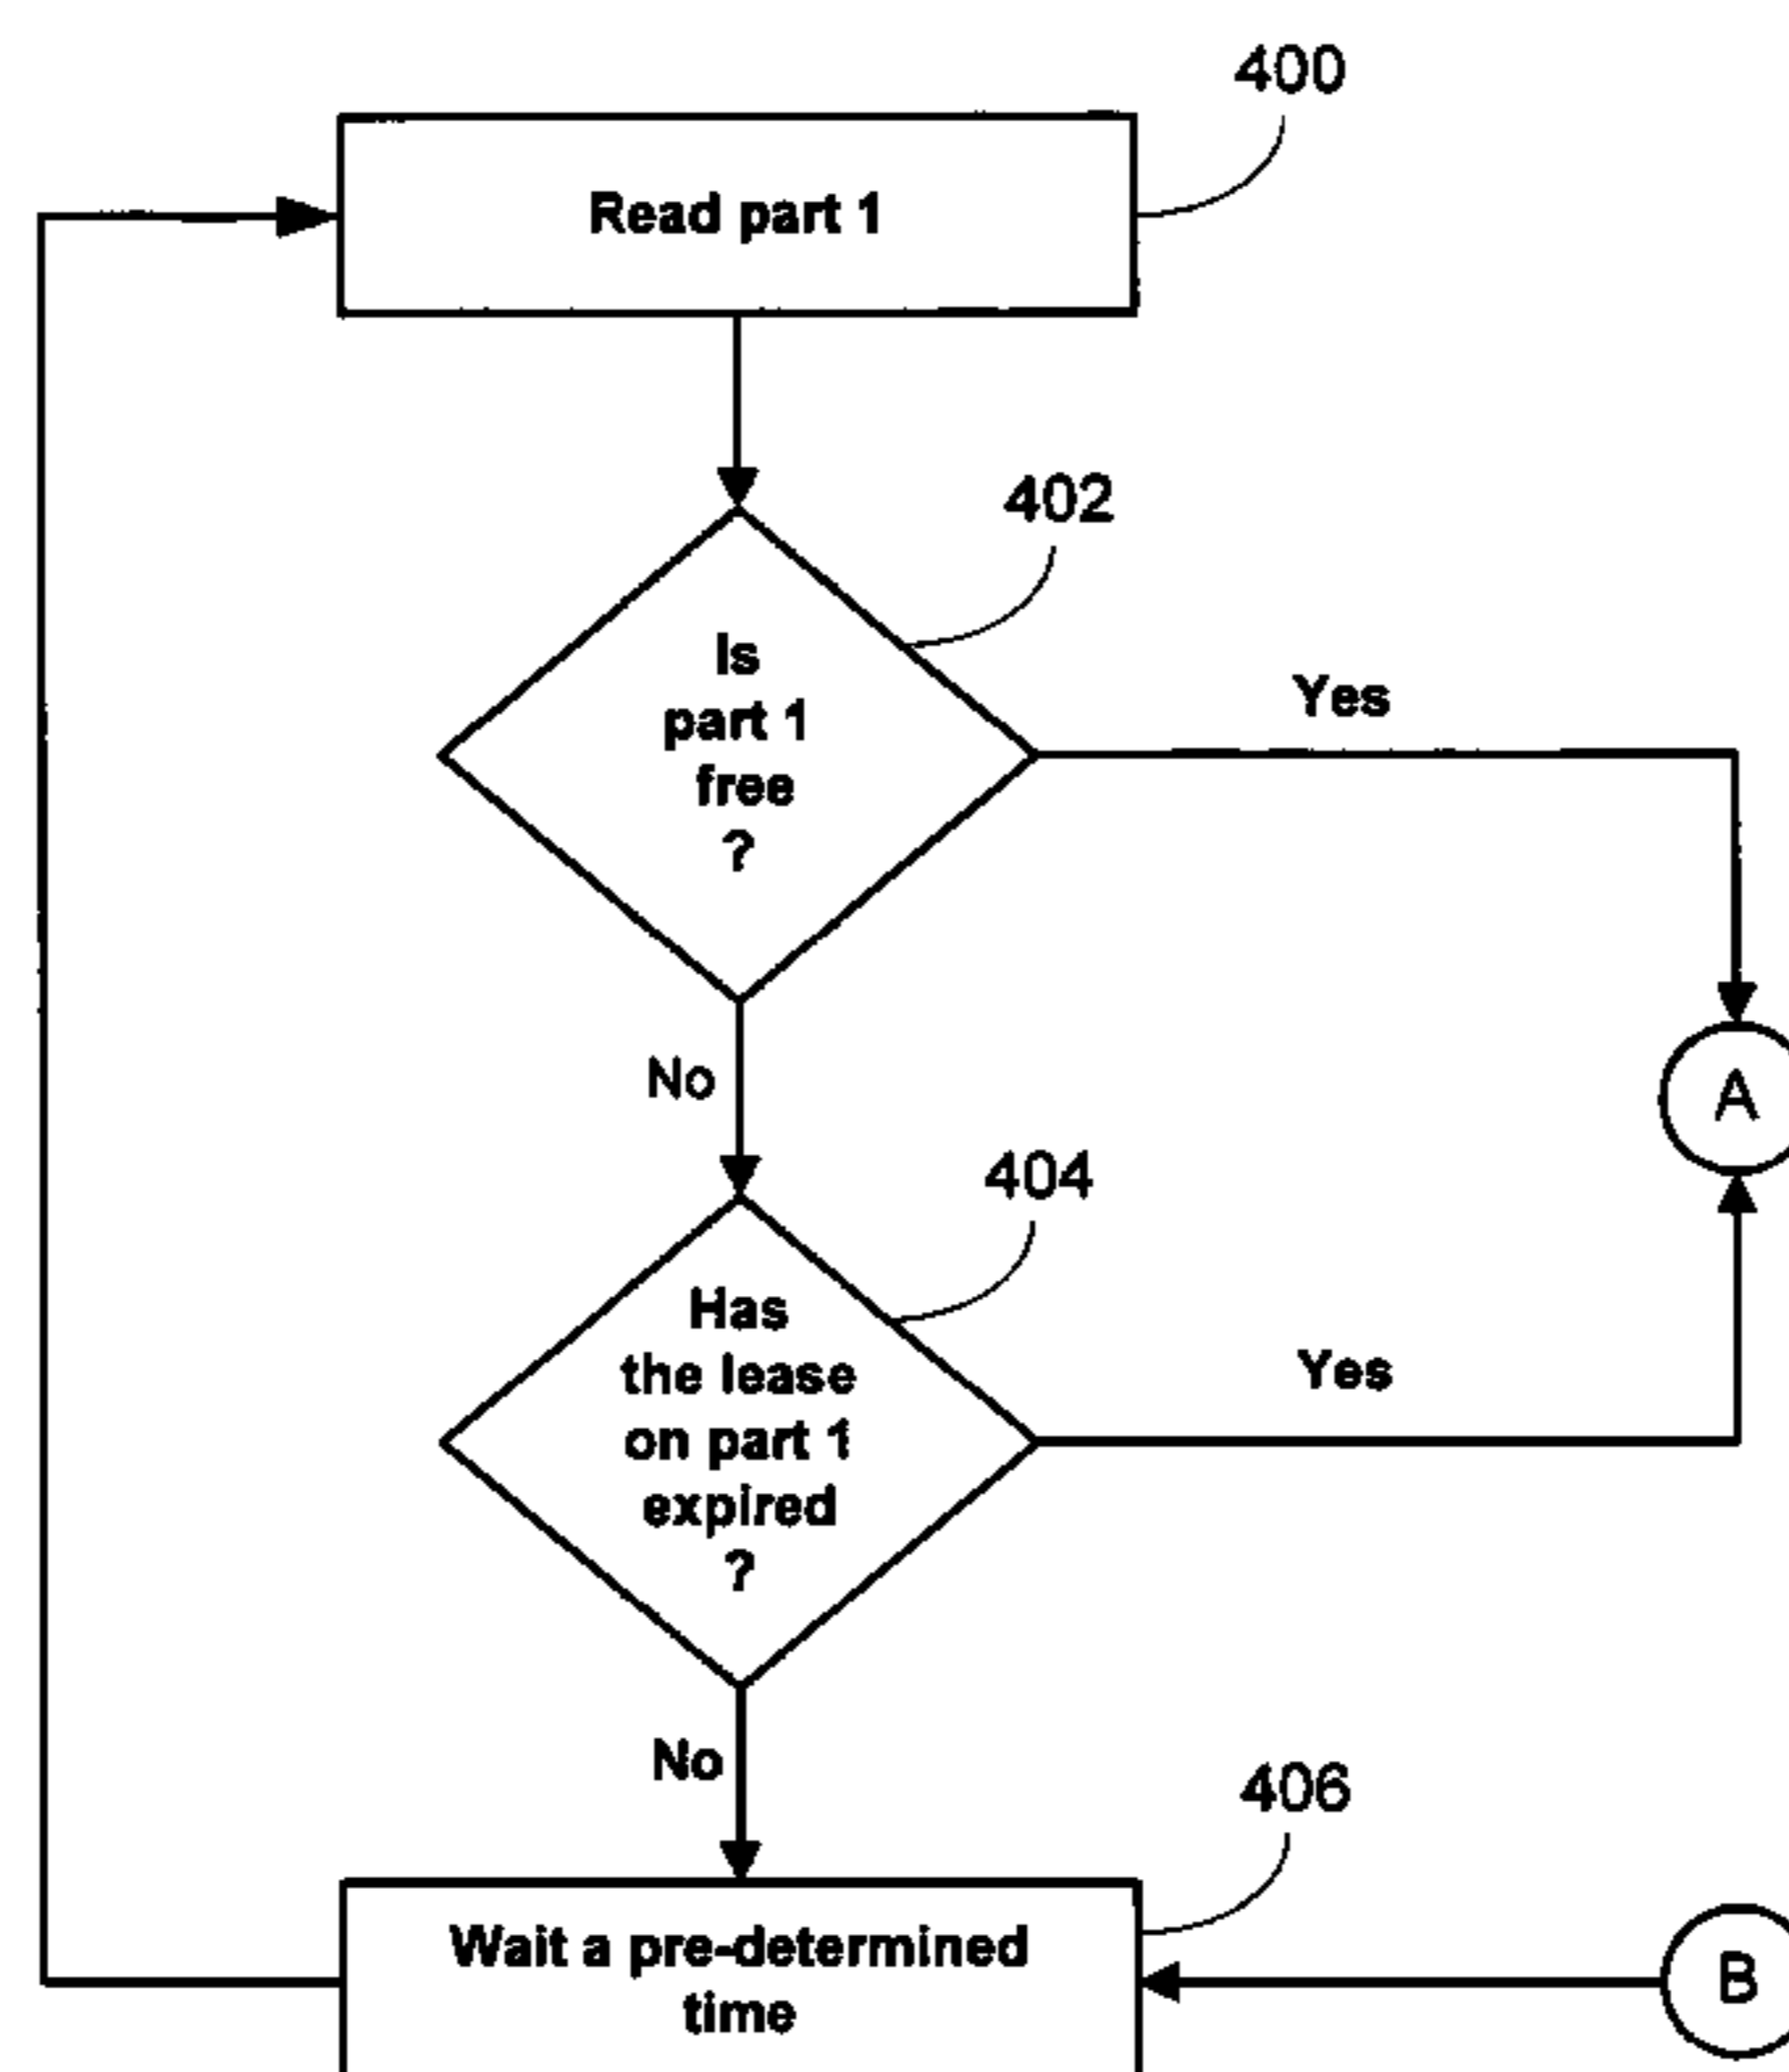 400
Read part 1
402
Is
part 1
free
?
Yes
No
A
404
Has
the lease
on part 1
expired
?
Yes
No
406
Wait a pre-determined
time
B